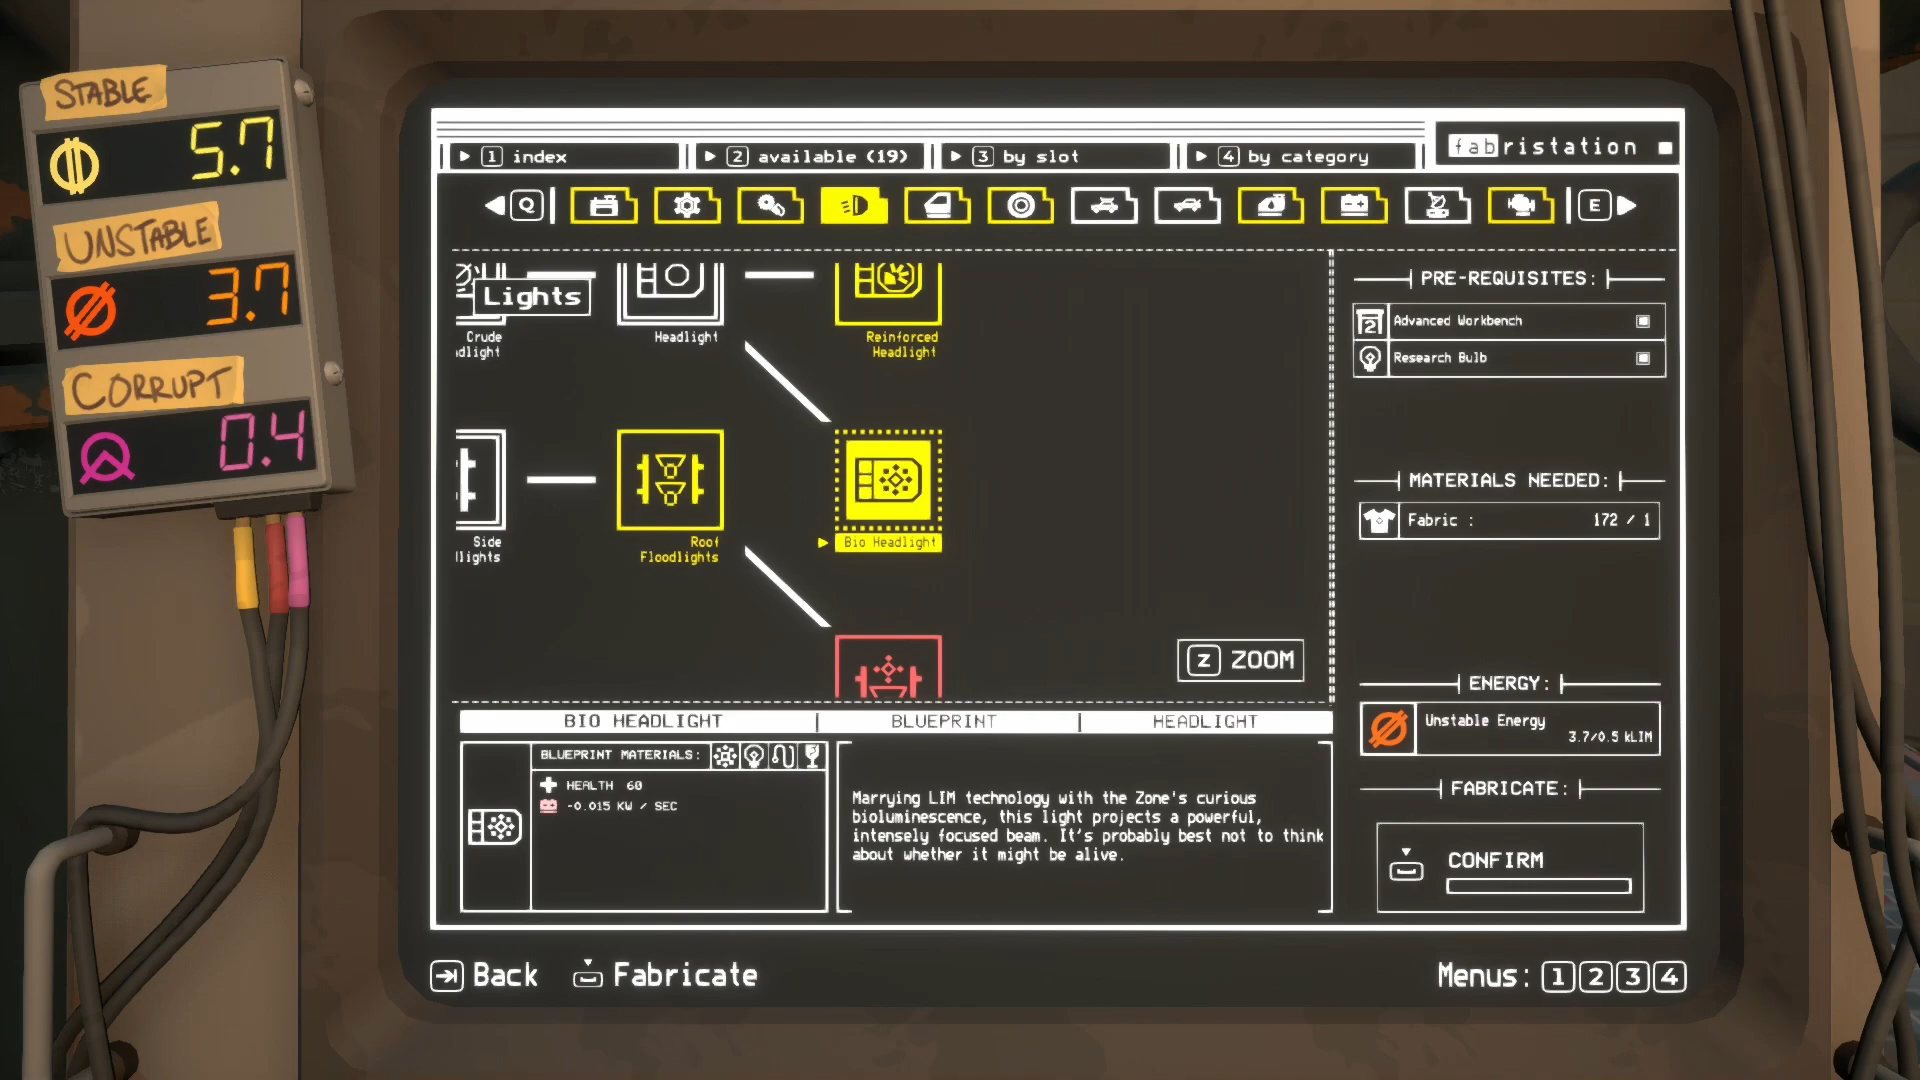 STABLE
5.7
UNSTABLE
3.7
CORRUPT
0.4
1 index
2 available (19)
3 by slot
4 by category
fabristation
Q
E
Lights
Crude
dlight
Headlight
Reinforced
Headlight
Side
llights
Roof
Floodlights
Bio Headlight
Z ZOOM
PRE-REQUISITES:
2 Advanced Workbench
Research Bulb
MATERIALS NEEDED:
Fabric : 172 / 1
ENERGY:
Unstable Energy
3.7/0.5 kLIM
FABRICATE:
CONFIRM
BIO HEADLIGHT | BLUEPRINT | HEADLIGHT
BLUEPRINT MATERIALS:
HEALTH 60
-0.015 KW / SEC
Marrying LIM technology with the Zone's curious
bioluminescence, this light projects a powerful,
intensely focused beam. It's probably best not to think
about whether it might be alive.
Back
Fabricate
Menus: 1 2 3 4